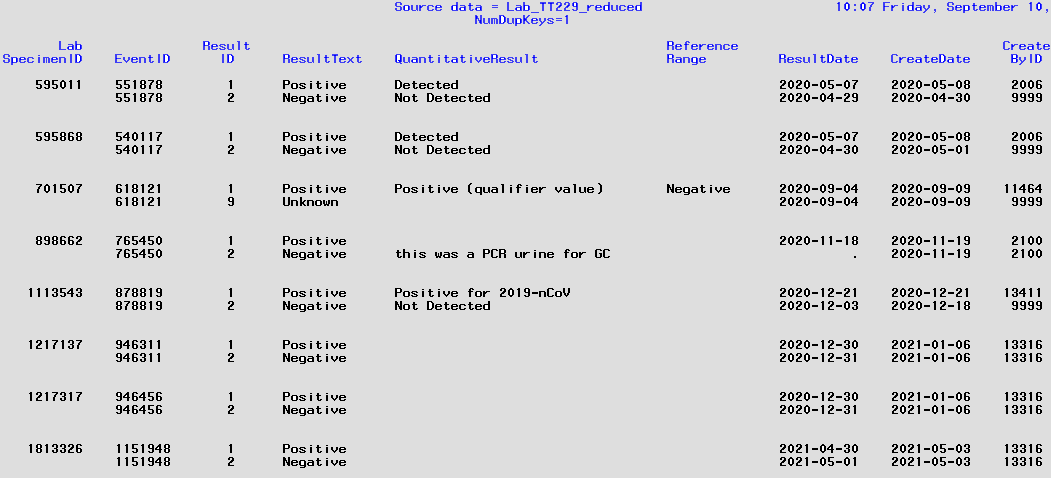 Source data = Lab_TT229_reduced 10:07 Friday, September 10,
NumDupKeys=1
Lab Result Reference Create
SpecimenID EventID ID ResultText QuantitativeResult Range ResultDate CreateDate ByID
595011 551878 1 Positive Detected 2020-05-07 2020-05-08 2006
551878 2 Negative Not Detected 2020-04-29 2020-04-30 9999
595868 540117 1 Positive Detected 2020-05-07 2020-05-08 2006
540117 2 Negative Not Detected 2020-04-30 2020-05-01 9999
701507 618121 1 Positive Positive (qualifier value) Negative 2020-09-04 2020-09-09 11464
618121 9 Unknown 2020-09-04 2020-09-09 9999
898662 765450 1 Positive 2020-11-18 2020-11-19 2100
765450 2 Negative this was a PCR urine for GC . 2020-11-19 2100
1113543 878819 1 Positive Positive for 2019-nCoV 2020-12-21 2020-12-21 13411
878819 2 Negative Not Detected 2020-12-03 2020-12-18 9999
1217137 946311 1 Positive 2020-12-30 2021-01-06 13316
946311 2 Negative 2020-12-31 2021-01-06 13316
1217317 946456 1 Positive 2020-12-30 2021-01-06 13316
946456 2 Negative 2020-12-31 2021-01-06 13316
1813326 1151948 1 Positive 2021-04-30 2021-05-03 13316
1151948 2 Negative 2021-05-01 2021-05-03 13316